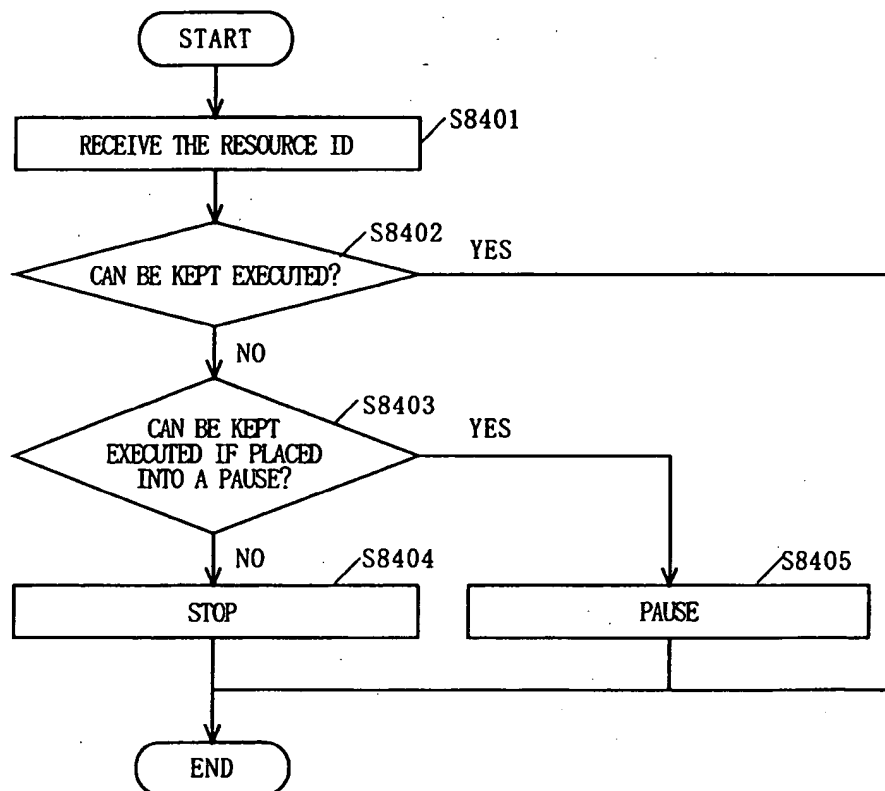 START
RECEIVE THE RESOURCE ID
S8401
S8402
CAN BE KEPT EXECUTED?
YES
NO
S8403
CAN BE KEPT
EXECUTED IF PLACED
INTO A PAUSE?
YES
NO
S8404
STOP
S8405
PAUSE
END